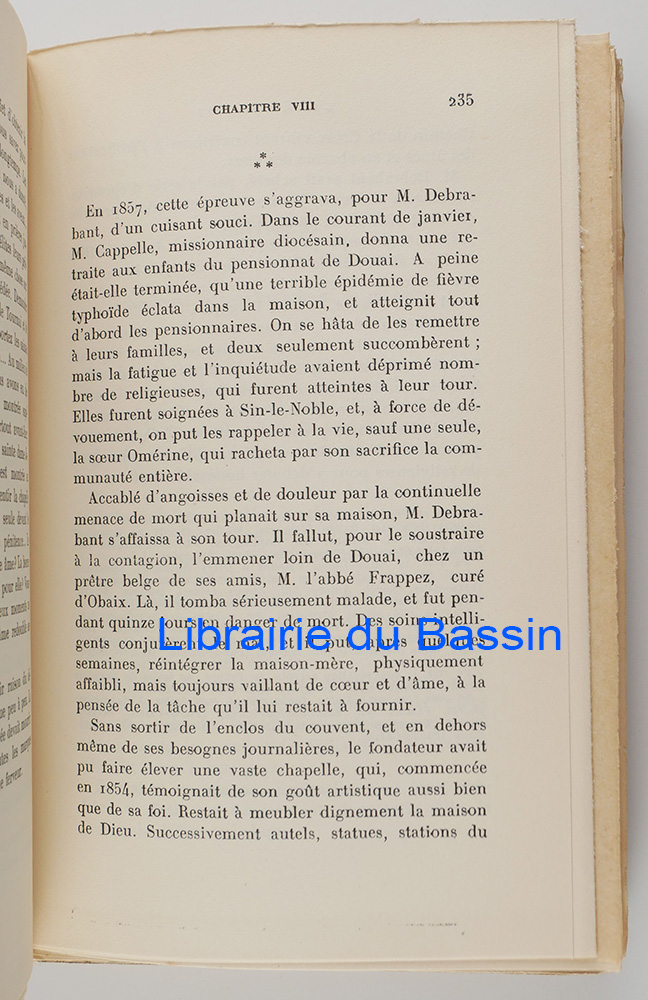 CHAPITRE VIII 235
*
* *
En 1857, cette épreuve s'aggrava, pour M. Debra-
bant, d'un cuisant souci. Dans le courant de janvier,
M. Cappelle, missionnaire diocésain, donna une re-
traite aux enfants du pensionnat de Douai. A peine
était-elle terminée, qu'une terrible épidémie de fièvre
typhoïde éclata dans la maison, et atteignit tout
d'abord les pensionnaires. On se hâta de les remettre
à leurs familles, et deux seulement succombèrent ;
mais la fatigue et l'inquiétude avaient déprimé nom-
bre de religieuses, qui furent atteintes à leur tour.
Elles furent soignées à Sin-le-Noble, et, à force de dé-
vouement, on put les rappeler à la vie, sauf une seule,
la sœur Omérine, qui racheta par son sacrifice la com-
munauté entière.
Accablé d'angoisses et de douleur par la continuelle
menace de mort qui planait sur sa maison, M. Debra-
bant s'affaissa à son tour. Il fallut, pour le soustraire
à la contagion, l'emmener loin de Douai, chez un
prêtre belge de ses amis, M. l'abbé Frappez, curé
d'Obaix. Là, il tomba sérieusement malade, et fut pen-
dant quinze jours en danger de mort. Des soins intelli-
gents conjurèrent le mal, et il put, après quelques
Librairie du Bassin
semaines, réintégrer la maison-mère, physiquement
affaibli, mais toujours vaillant de cœur et d'âme, à la
pensée de la tâche qu'il lui restait à fournir.
Sans sortir de l'enclos du couvent, et en dehors
même de ses besognes journalières, le fondateur avait
pu faire élever une vaste chapelle, qui, commencée
en 1854, témoignait de son goût artistique aussi bien
que de sa foi. Restait à meubler dignement la maison
de Dieu. Successivement autels, statues, stations du